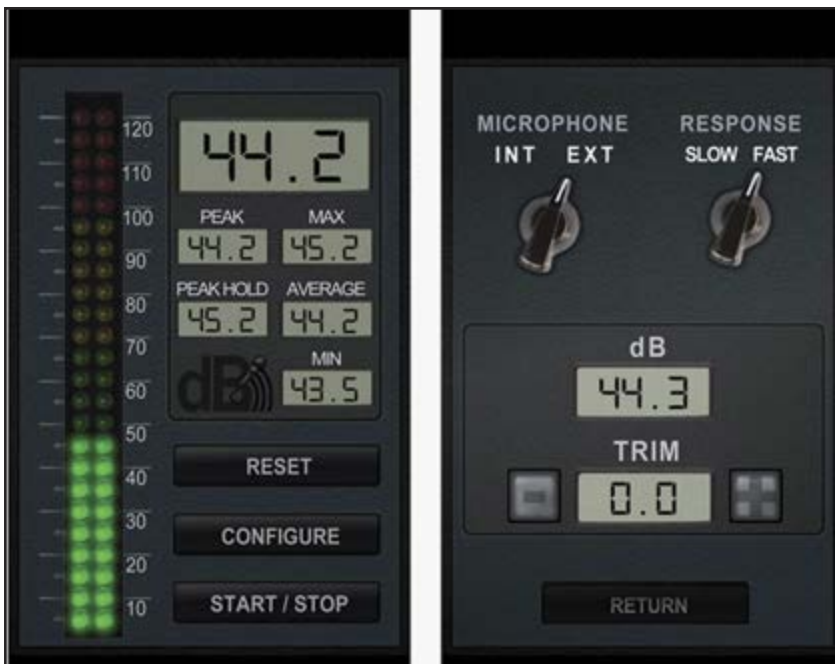 120
110
100
90
80
70
60
50
40
30
20
10
44.2
PEAK MAX
44.2 45.2
PEAK HOLD AVERAGE
45.2 44.2
dB
MIN
43.5
RESET
CONFIGURE
START / STOP
MICROPHONE RESPONSE
INT EXT SLOW FAST
dB
44.3
TRIM
- 0.0 +
RETURN